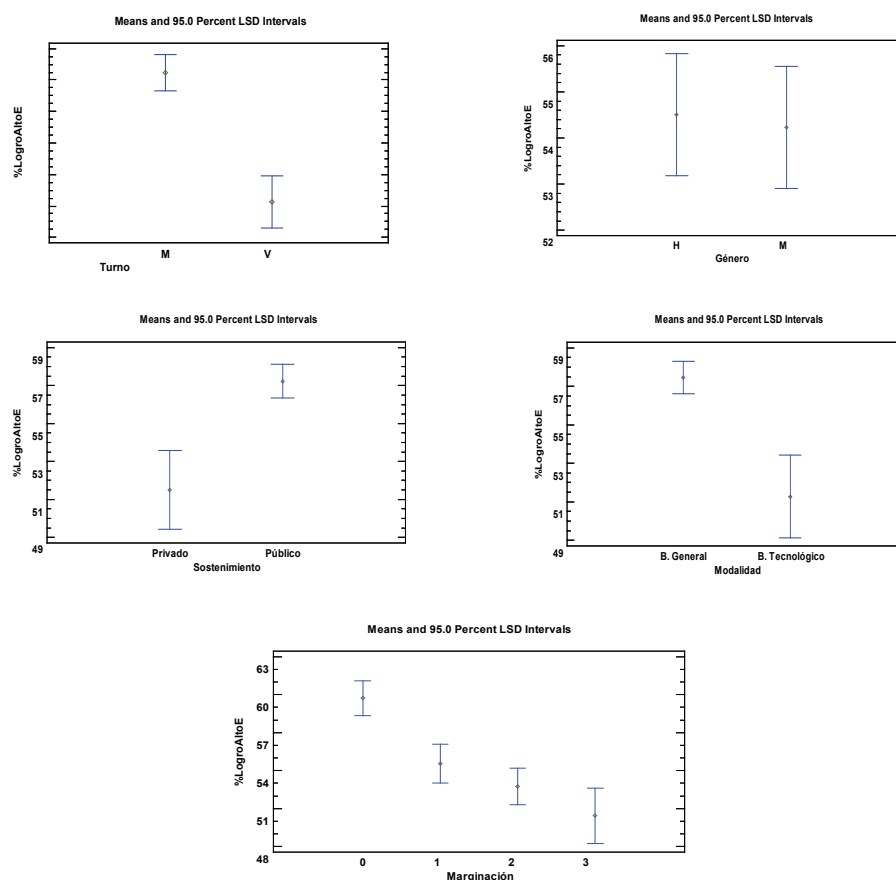 Means and 95.0 Percent LSD Intervals
%LogroAltoE
M V
Turno
Means and 95.0 Percent LSD Intervals
%LogroAltoE
56
55
54
53
52
H M
Género
Means and 95.0 Percent LSD Intervals
%LogroAltoE
59
57
55
53
51
49
Privado Público
Sostenimiento
Means and 95.0 Percent LSD Intervals
%LogroAltoE
59
57
55
53
51
49
B. General B. Tecnológico
Modalidad
Means and 95.0 Percent LSD Intervals
%LogroAltoE
63
60
57
54
51
48
0 1 2 3
Marginación